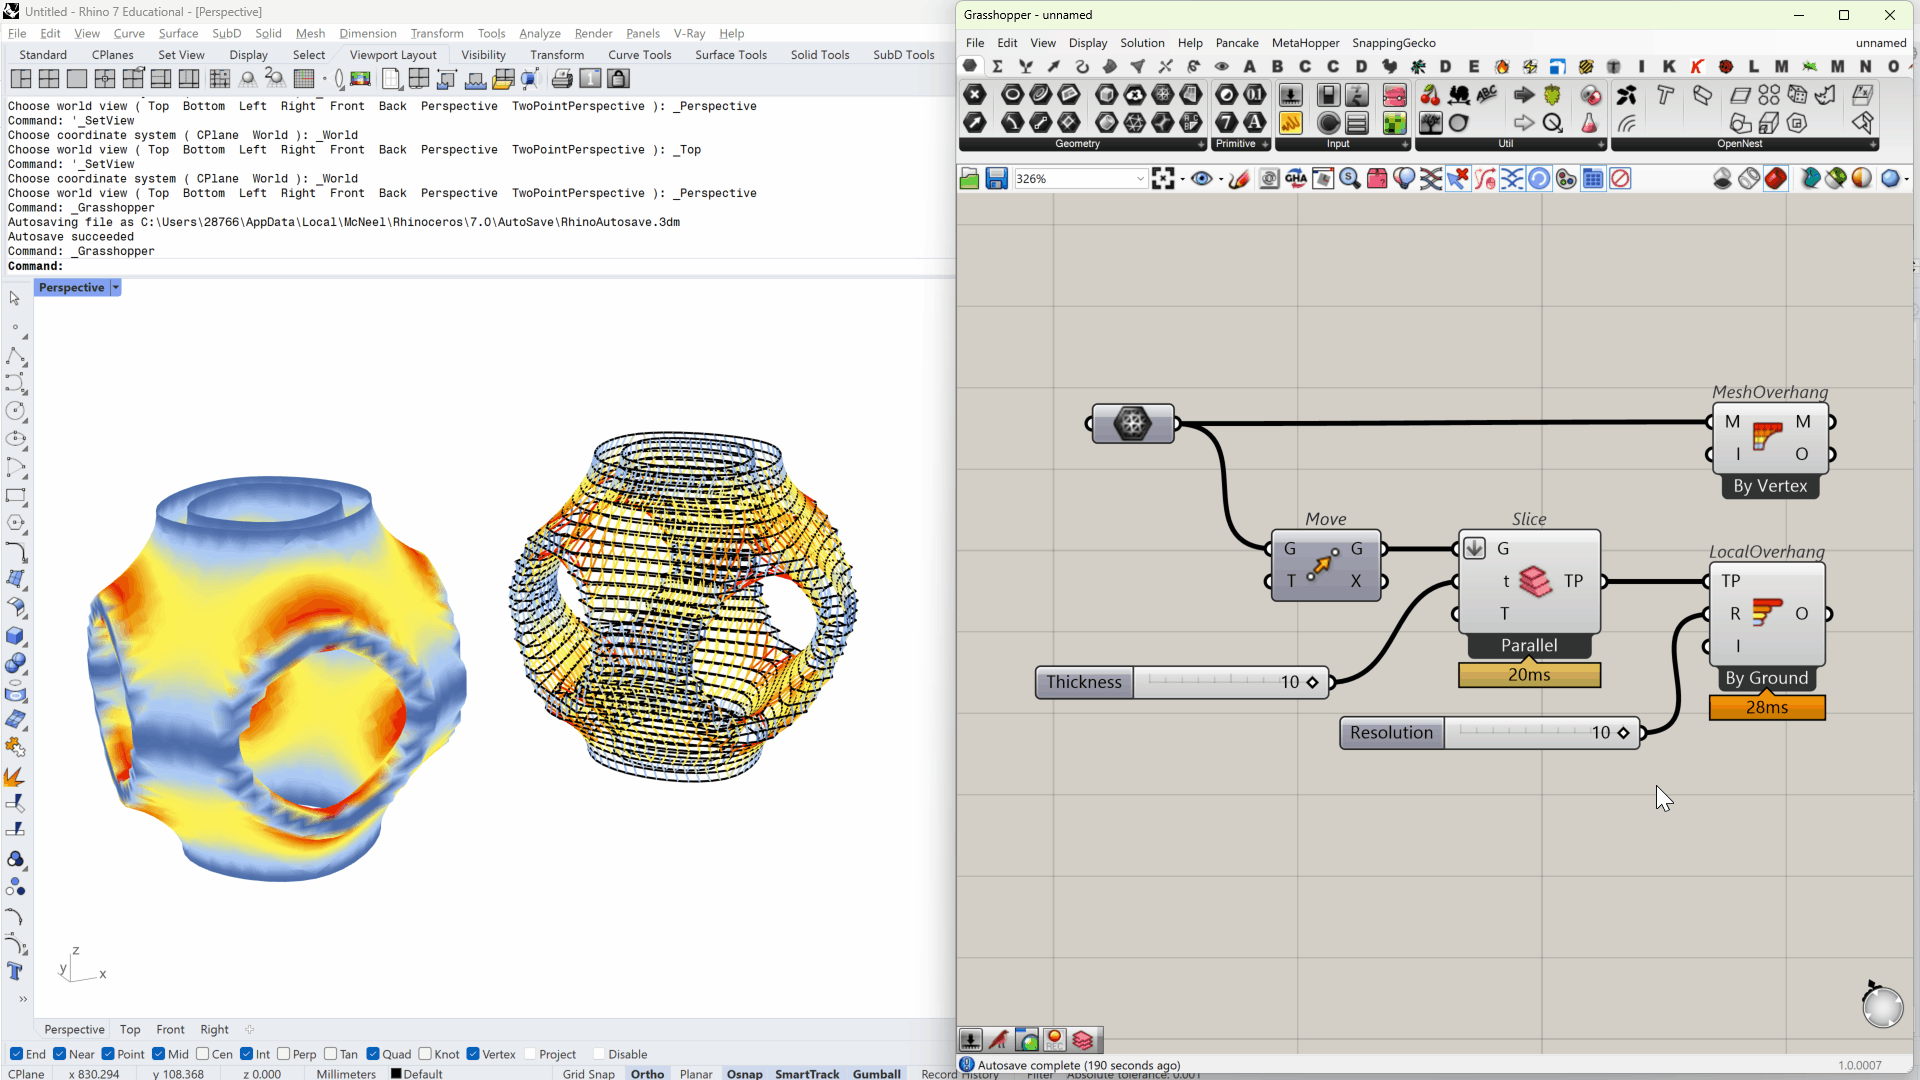 Untitled - Rhino 7 Educational - [Perspective]
File Edit View Curve Surface SubD Solid Mesh Dimension Transform Tools Analyze Render Panels V-Ray Help
Standard CPlanes Set View Display Select Viewport Layout Visibility Transform Curve Tools Surface Tools Solid Tools SubD Tools
Choose world view ( Top Bottom Left Right Front Back Perspective TwoPointPerspective ): _Perspective
Command: '_SetView
Choose coordinate system ( CPlane World ): _World
Choose world view ( Top Bottom Left Right Front Back Perspective TwoPointPerspective ): _Top
Command: '_SetView
Choose coordinate system ( CPlane World ): _World
Choose world view ( Top Bottom Left Right Front Back Perspective TwoPointPerspective ): _Perspective
Command: _Grasshopper
Autosaving file as C:\Users\28766\AppData\Local\McNeel\Rhinoceros\7.0\AutoSave\RhinoAutosave.3dm
Autosave succeeded
Command: _Grasshopper
Command:
Perspective
z
y
x
Perspective Top Front Right
End Near Point Mid Cen Int Perp Tan Quad Knot Vertex Project Disable
CPlane x 830.294 y 108.368 z 0.000 Millimeters Default Grid Snap Ortho Planar Osnap SmartTrack Gumball Record History Filter Absolute tolerance: 0.001
Grasshopper - unnamed
File Edit View Display Solution Help Pancake MetaHopper SnappingGecko unnamed
A B C C D D E I K K L M M N O
Geometry Primitive Input Util OpenNest
326%
MeshOverhang
M M
I O
By Vertex
Move
G G
T X
Slice
G
t TP
T
Parallel
20ms
LocalOverhang
TP
R O
I
By Ground
28ms
Thickness 10
Resolution 10
Autosave complete (190 seconds ago)
1.0.0007